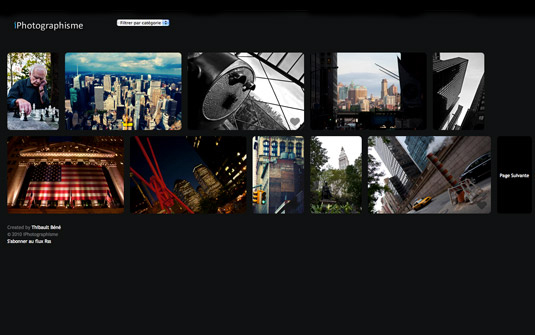 IPhotographisme
Filtrer par catégorie
Page Suivante
Created by Thibault Béné
© 2010 IPhotographisme
S'abonner au flux Rss